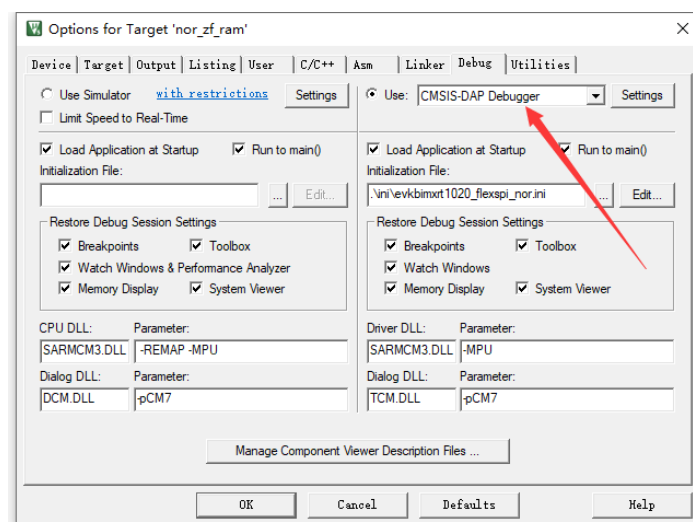 Options for Target 'nor_zf_ram'
Device Target Output Listing User C/C++ Asm Linker Debug Utilities
Use Simulator with restrictions Settings
Limit Speed to Real-Time
Load Application at Startup Run to main()
Initialization File:
... Edit...
Restore Debug Session Settings
Breakpoints Toolbox
Watch Windows & Performance Analyzer
Memory Display System Viewer
CPU DLL: Parameter:
SARMCM3.DLL -REMAP -MPU
Dialog DLL: Parameter:
DCM.DLL -pCM7
Use: CMSIS-DAP Debugger Settings
Load Application at Startup Run to main()
Initialization File:
.\ini\evkbimxrt1020_flexspi_nor.ini ... Edit...
Restore Debug Session Settings
Breakpoints Toolbox
Watch Windows
Memory Display System Viewer
Driver DLL: Parameter:
SARMCM3.DLL -MPU
Dialog DLL: Parameter:
TCM.DLL -pCM7
Manage Component Viewer Description Files ...
OK Cancel Defaults Help